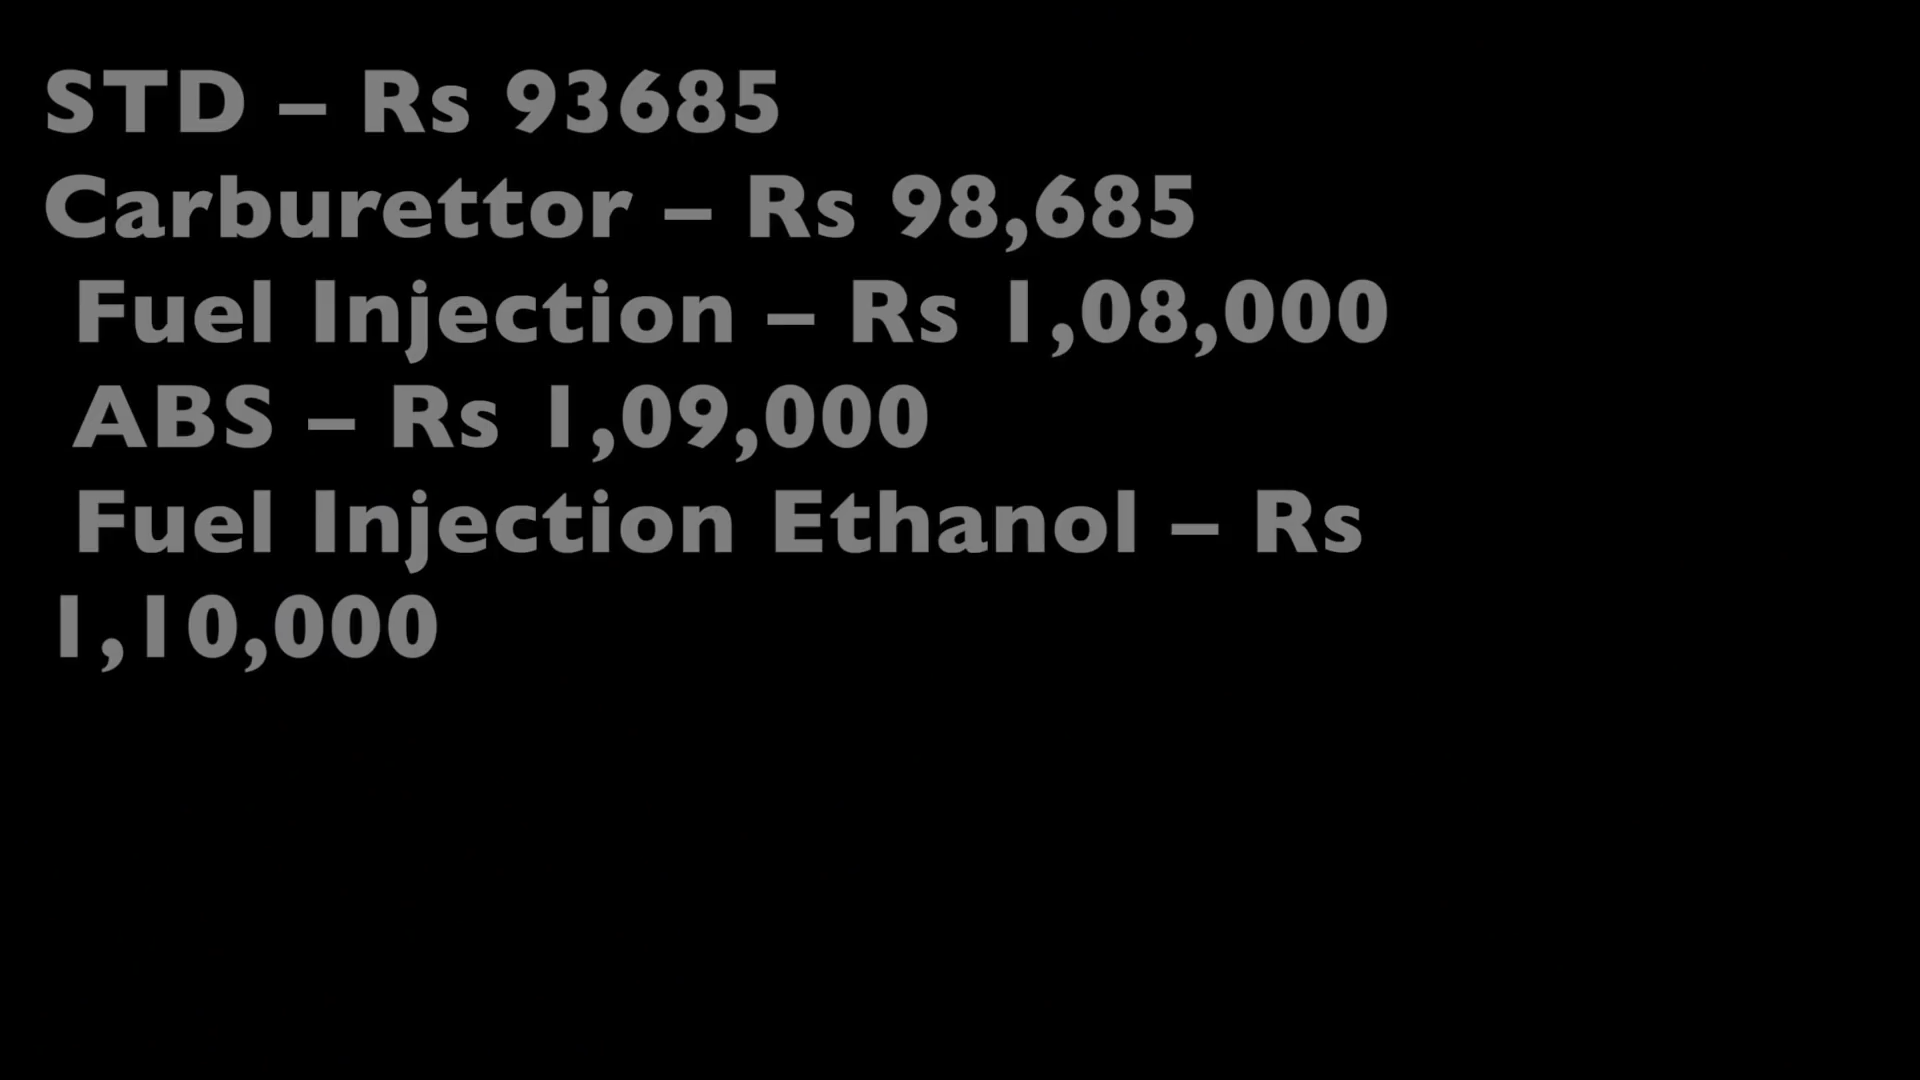 STD – Rs 93685
Carburettor – Rs 98,685
Fuel Injection – Rs 1,08,000
ABS – Rs 1,09,000
Fuel Injection Ethanol – Rs
1,10,000